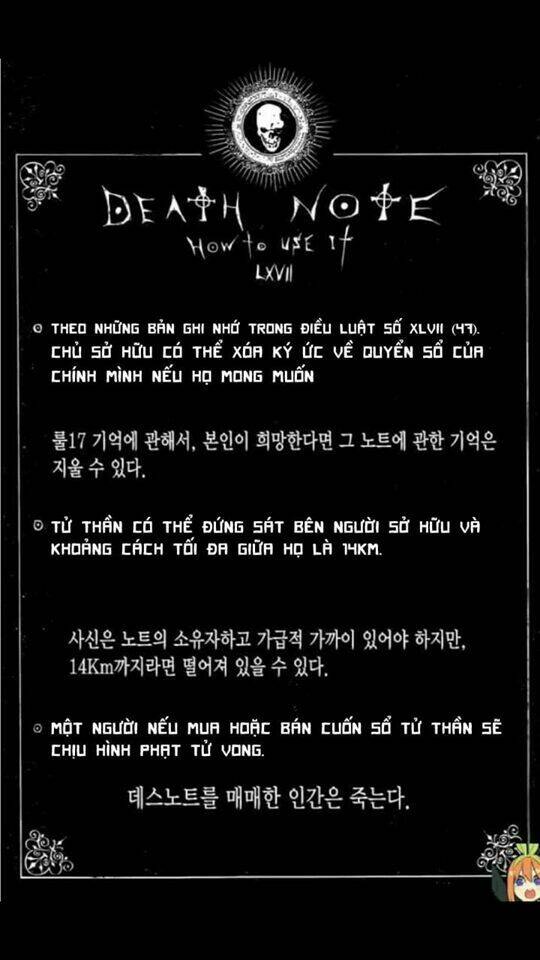 DEATH NOTE
HOW TO USE IT
LXVII
THEO NHỮNG BẢN GHI NHỚ TRONG ĐIỀU LUẬT SỐ XLVII (47).
CHỦ SỞ HỮU CÓ THỂ XÓA KÝ ỨC VỀ QUYỂN SỔ CỦA
CHÍNH MÌNH NẾU HỌ MONG MUỐN
룰17 기억에 관해서, 본인이 희망한다면 그 노트에 관한 기억은
지울 수 있다.
TỬ THẦN CÓ THỂ ĐỨNG SÁT BÊN NGƯỜI SỞ HỮU VÀ
KHOẢNG CÁCH TỐI ĐA GIỮA HỌ LÀ 14KM.
사신은 노트의 소유자하고 가급적 가까이 있어야 하지만,
14Km까지라면 떨어져 있을 수 있다.
MỘT NGƯỜI NẾU MUA HOẶC BÁN CUỐN SỔ TỬ THẦN SẼ
CHỊU HÌNH PHẠT TỬ VONG.
데스노트를 매매한 인간은 죽는다.